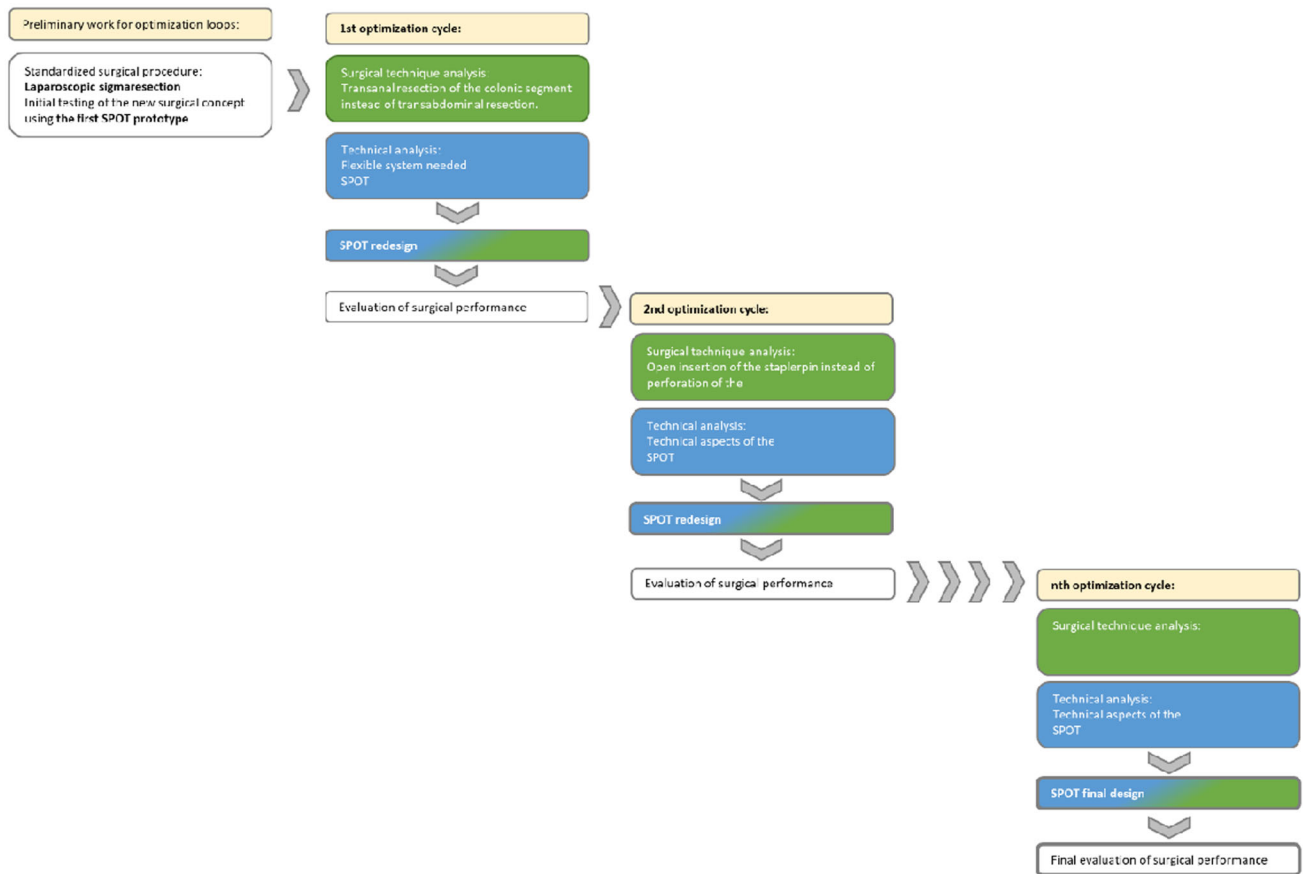 Preliminary work for optimization loops:
Standardized surgical procedure:
Laparoscopic sigmaresection
Initial testing of the new surgical concept
using the first SPOT prototype
1st optimization cycle:
Surgical technique analysis
Transanal resection of the colonic segment
instead of transabdominal resection.
Technical analysis:
Flexible system needed
SPOT
SPOT redesign
Evaluation of surgical performance
2nd optimization cycle:
Surgical technique analysis:
Open insertion of the staplerpin instead of
perforation of the
Technical analysis:
Technical aspects of the
SPOT
SPOT redesign
Evaluation of surgical performance
nth optimization cycle:
Surgical technique analysis:
Technical analysis:
Technical aspects of the
SPOT
SPOT final design
Final evaluation of surgical performance